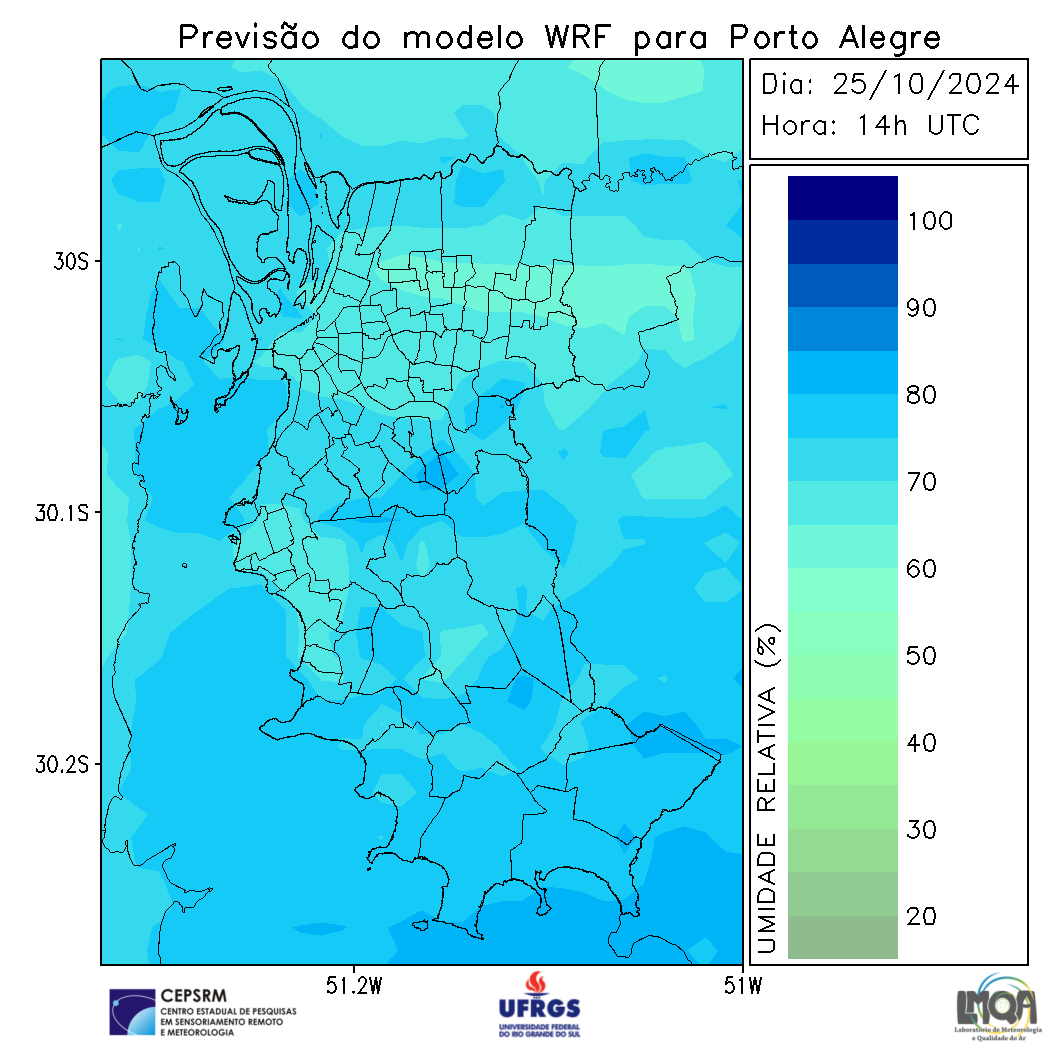 Previsão do modelo WRF para Porto Alegre
Dia: 25/10/2024
Hora: 14h UTC
30S
30.1S
30.2S
51.2W
51W
UMIDADE RELATIVA (%)
100
90
80
70
60
50
40
30
20
CEPSRM
CENTRO ESTADUAL DE PESQUISAS
EM SENSORIAMENTO REMOTO
E METEOROLOGIA
UFRGS
UNIVERSIDADE FEDERAL
DO RIO GRANDE DO SUL
LMQA
Laboratório de Meteorologia
e Qualidade do Ar